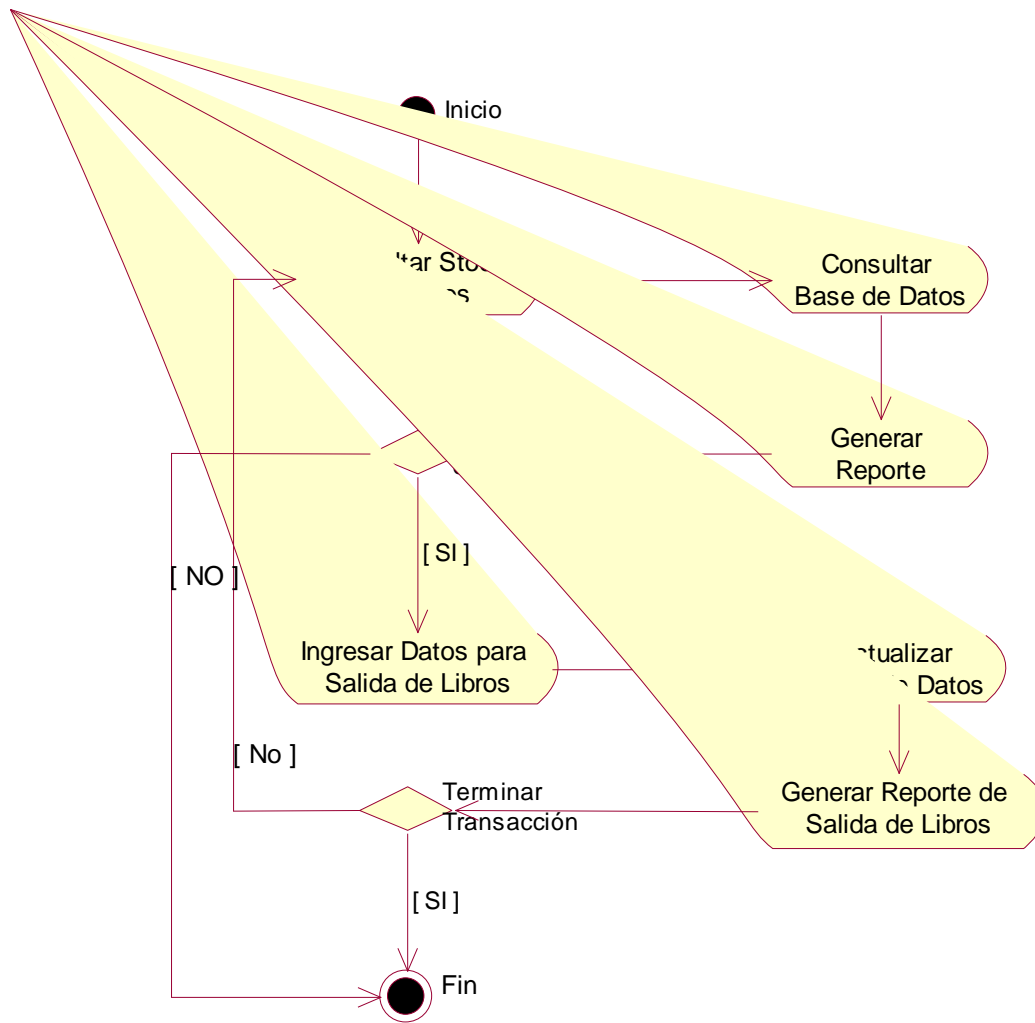 Inicio
Consultar
Base de Datos
Generar
Reporte
[ SI ]
[ NO ]
Ingresar Datos para
Salida de Libros
Datos
[ No ]
Terminar
Transacción
Generar Reporte de
Salida de Libros
[ SI ]
Fin